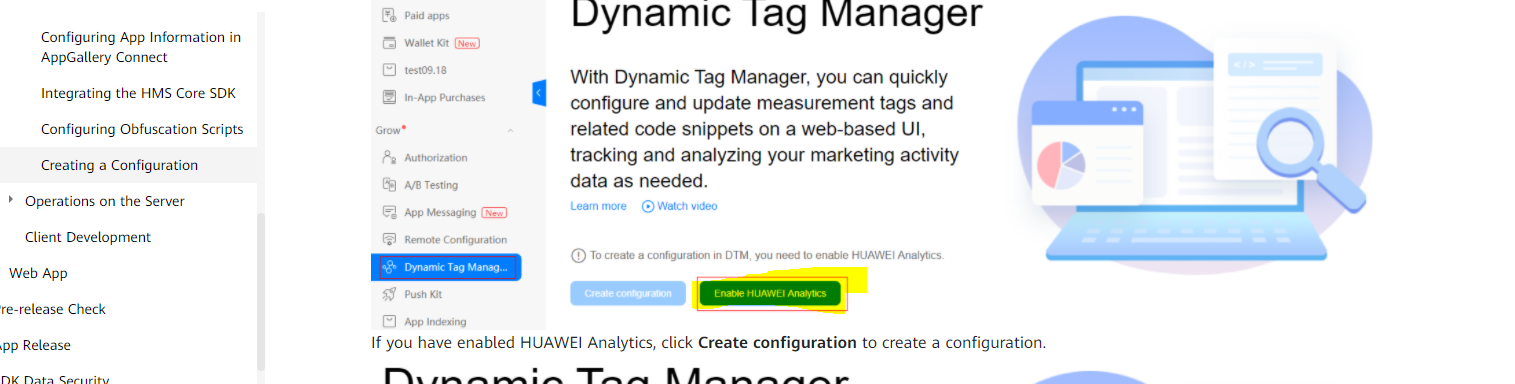 Configuring App Information in
AppGallery Connect
Integrating the HMS Core SDK
Configuring Obfuscation Scripts
Creating a Configuration
Operations on the Server
Client Development
Web App
re-release Check
pp Release
DK Data Security
Paid apps
Wallet Kit New
test09.18
In-App Purchases
Grow
Authorization
A/B Testing
App Messaging New
Remote Configuration
Dynamic Tag Manag...
Push Kit
App Indexing
Dynamic Tag Manager
With Dynamic Tag Manager, you can quickly
configure and update measurement tags and
related code snippets on a web-based UI,
tracking and analyzing your marketing activity
data as needed.
Learn more Watch video
To create a configuration in DTM, you need to enable HUAWEI Analytics.
Create configuration Enable HUAWEI Analytics
</>
If you have enabled HUAWEI Analytics, click Create configuration to create a configuration.
Dynamic Tag Manager